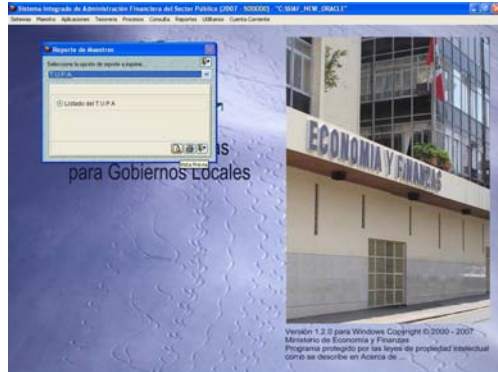 Sistema Integrado de Administración Financiera del Sector Público (2007 - 500000) - "C:\SIAF_NEW_ORACLE\"
Sistemas Maestro Aplicaciones Tesorería Procesos Consulta Reportes Utilitarios Cuenta Corriente
Reporte de Maestros
Seleccione la opción de reporte a imprimir...
T.U.P.A
Listado del T.U.P.A
Vista Previa
as
para Gobiernos Locales
ECONOMIA Y FINANZAS
Versión 1.2.0 para Windows Copyright © 2000 - 2007
Ministerio de Economía y Finanzas
Programa protegido por las leyes de propiedad intelectual
como se describe en Acerca de ...